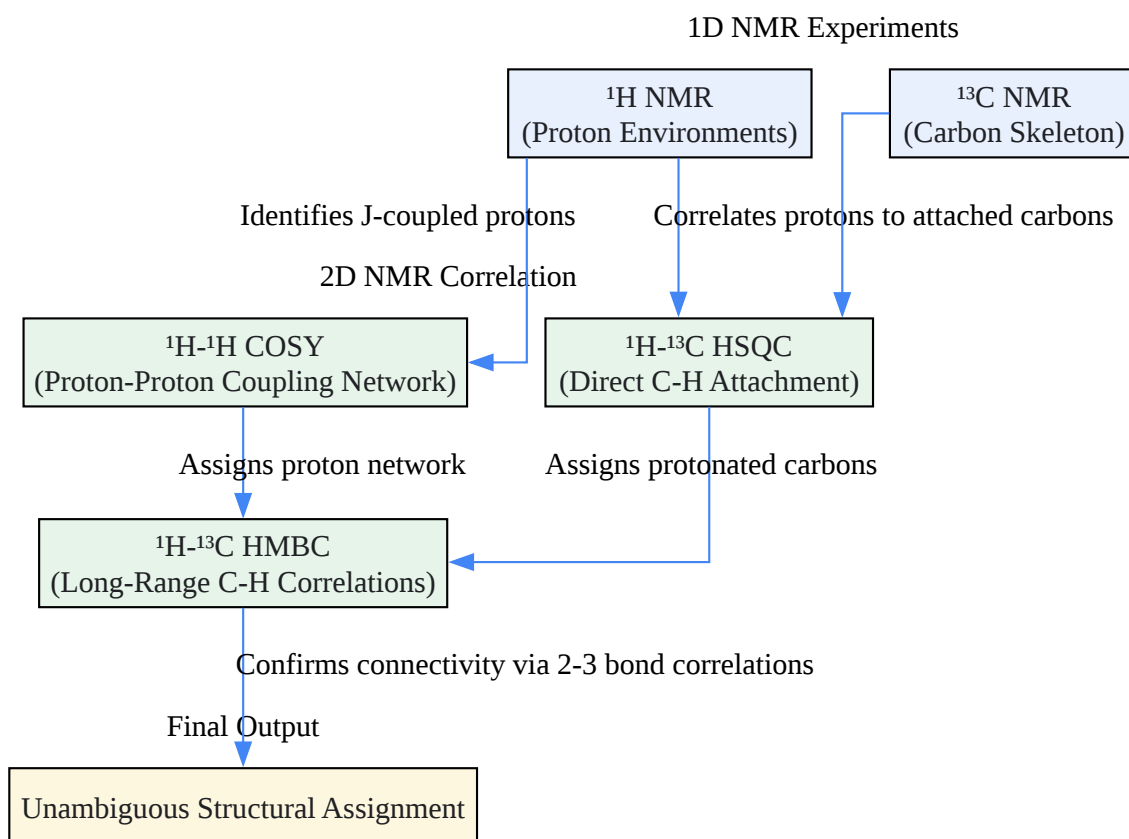 1D NMR Experiments
¹H NMR
(Proton Environments)
¹³C NMR
(Carbon Skeleton)
Identifies J-coupled protons
Correlates protons to attached carbons
2D NMR Correlation
¹H-¹H COSY
(Proton-Proton Coupling Network)
¹H-¹³C HSQC
(Direct C-H Attachment)
Assigns proton network
Assigns protonated carbons
¹H-¹³C HMBC
(Long-Range C-H Correlations)
Confirms connectivity via 2-3 bond correlations
Final Output
Unambiguous Structural Assignment